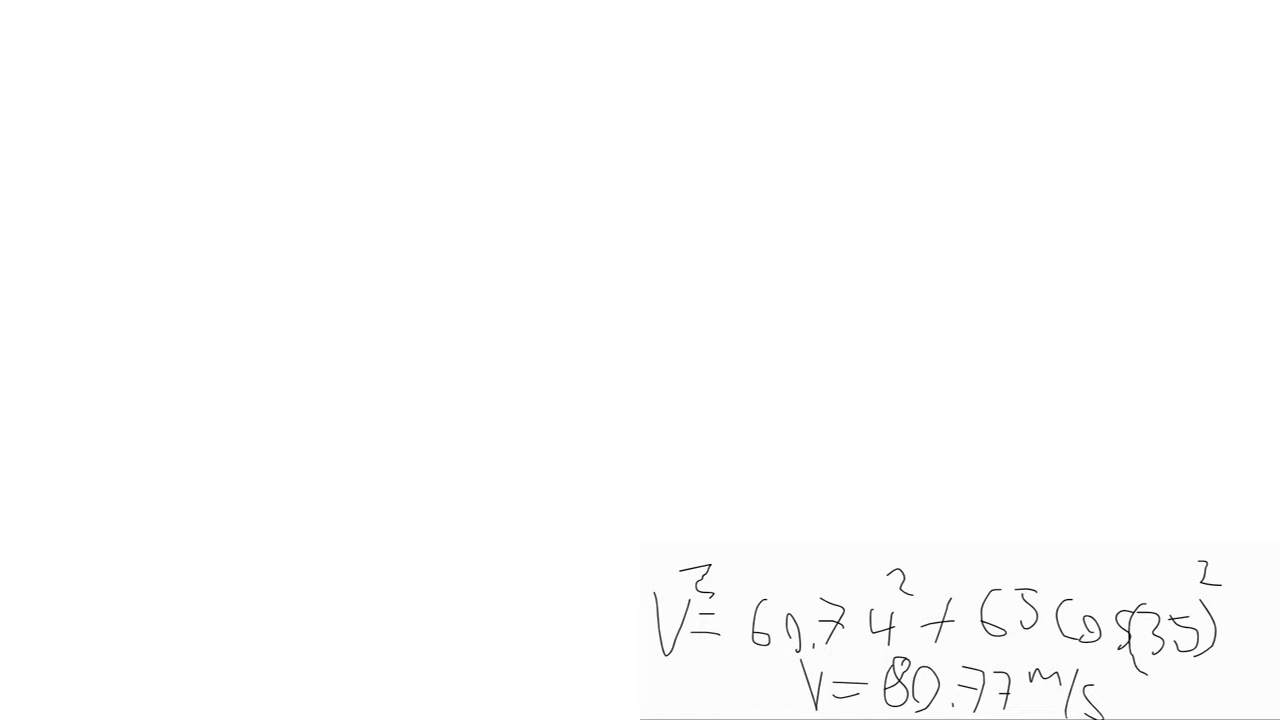 V² = 60.74² + 65 cos(35)²
V = 80.77 m/s